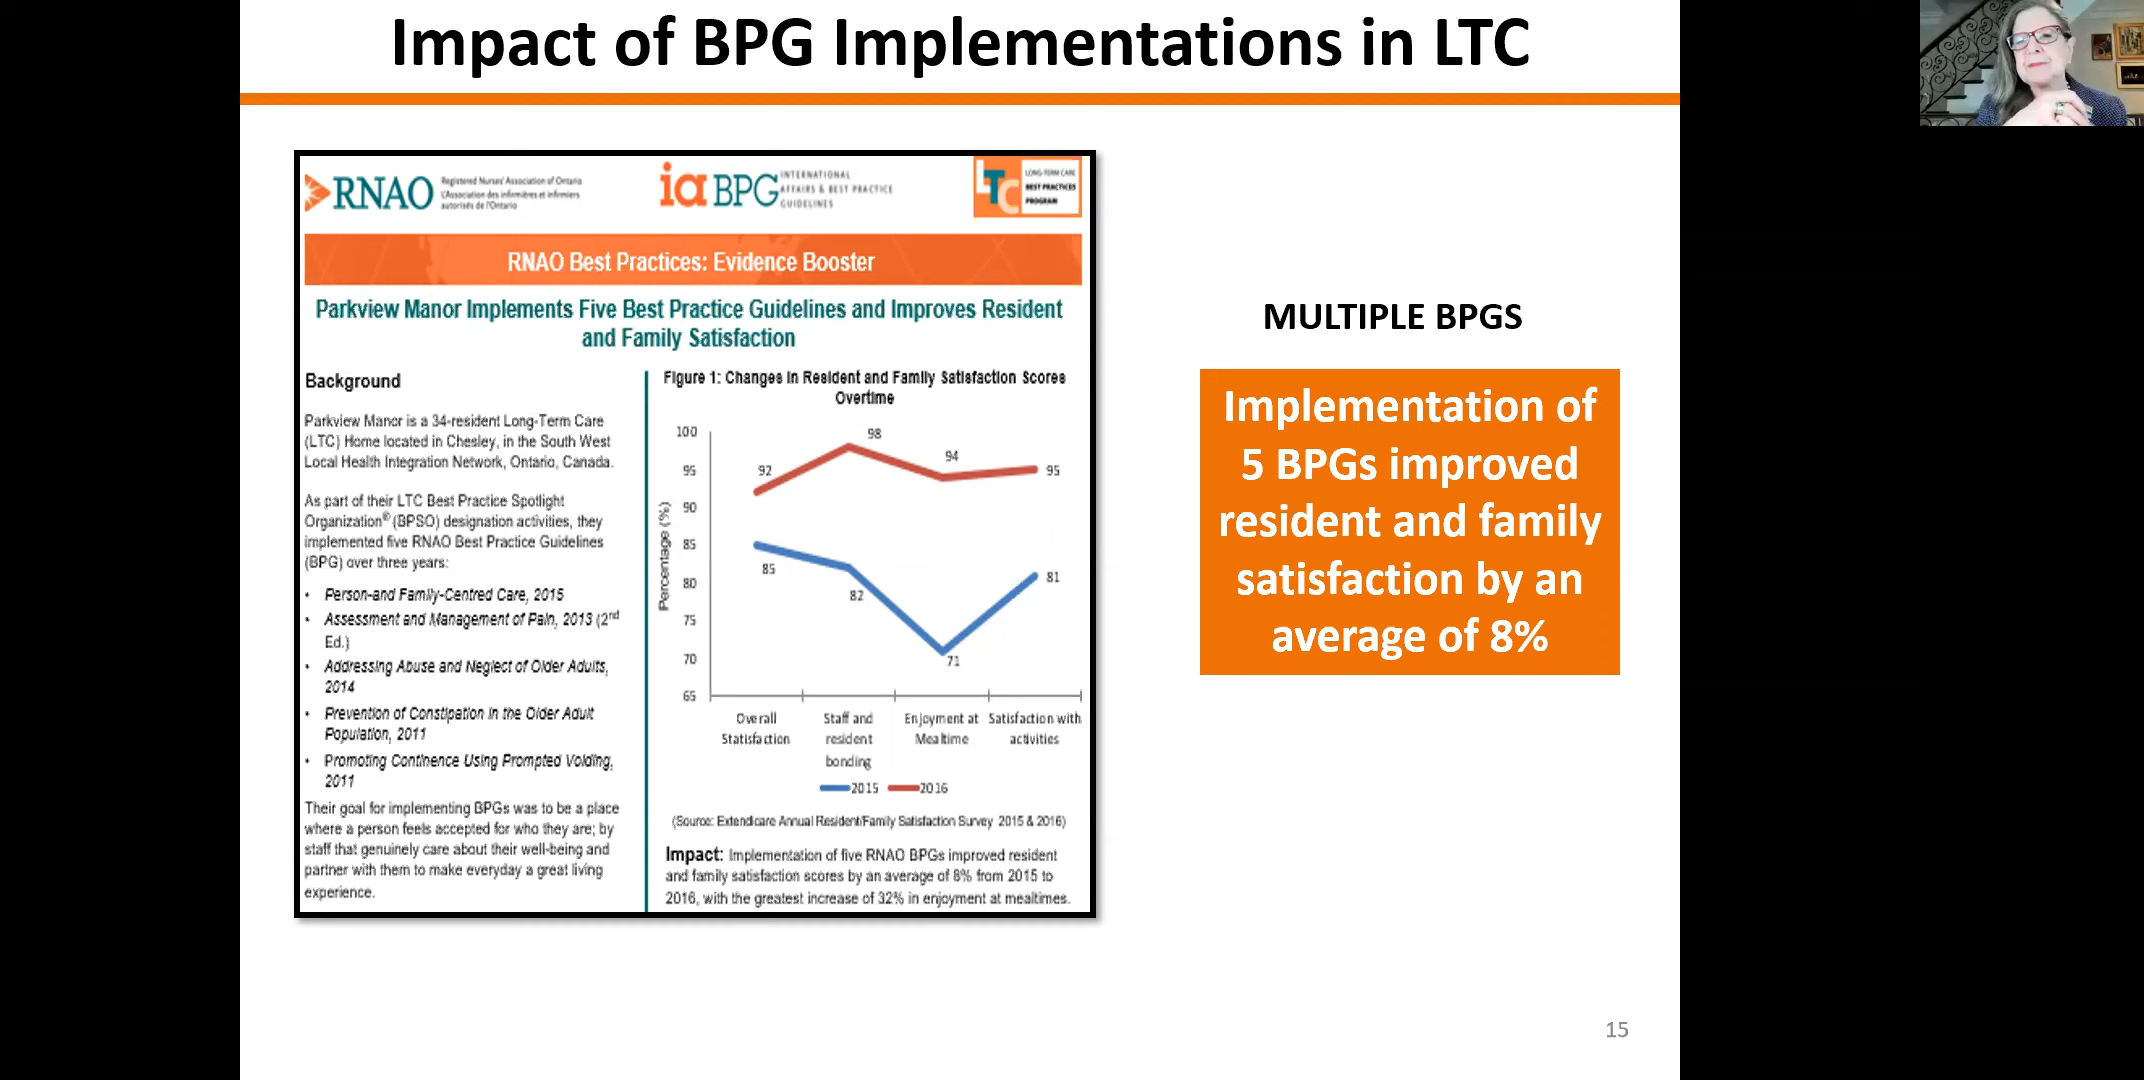 Impact of BPG Implementations in LTC
RNAO
Registered Nurses' Association of Ontario
L'Association des infirmières et infirmiers
autorisés de l'Ontario
ia BPG
INTERNATIONAL
AFFAIRS & BEST PRACTICE
GUIDELINES
LTC
LONG-TERM CARE
BEST PRACTICES
PROGRAM
RNAO Best Practices: Evidence Booster
Parkview Manor Implements Five Best Practice Guidelines and Improves Resident
and Family Satisfaction
Background
Parkview Manor is a 34-resident Long-Term Care
(LTC) Home located in Chesley, in the South West
Local Health Integration Network, Ontario, Canada.
As part of their LTC Best Practice Spotlight
Organization® (BPSO) designation activities, they
implemented five RNAO Best Practice Guidelines
(BPG) over three years:
• Person-and Family-Centred Care, 2015
• Assessment and Management of Pain, 2013 (2nd
Ed.)
• Addressing Abuse and Neglect of Older Adults,
2014
• Prevention of Constipation in the Older Adult
Population, 2011
• Promoting Continence Using Prompted Voiding,
2011
Their goal for implementing BPGs was to be a place
where a person feels accepted for who they are; by
staff that genuinely care about their well-being and
partner with them to make everyday a great living
experience.
Figure 1: Changes in Resident and Family Satisfaction Scores
Overtime
Percentage (%)
100
95
90
85
80
75
70
65
92
98
94
95
85
82
71
81
Overall
Statisfaction
Staff and
resident
bonding
Enjoyment at
Mealtime
Satisfaction with
activities
2015
2016
(Source: Extendicare Annual Resident/Family Satisfaction Survey 2015 & 2016)
Impact: Implementation of five RNAO BPGs improved resident
and family satisfaction scores by an average of 8% from 2015 to
2016, with the greatest increase of 32% in enjoyment at mealtimes.
MULTIPLE BPGS
Implementation of
5 BPGs improved
resident and family
satisfaction by an
average of 8%
15